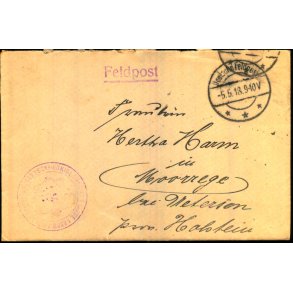 Feldpost
-5.5.18.9-10V
Fräulein
Hertha Harm
in
Moorrege
bei Uetersen
prov. Holstein